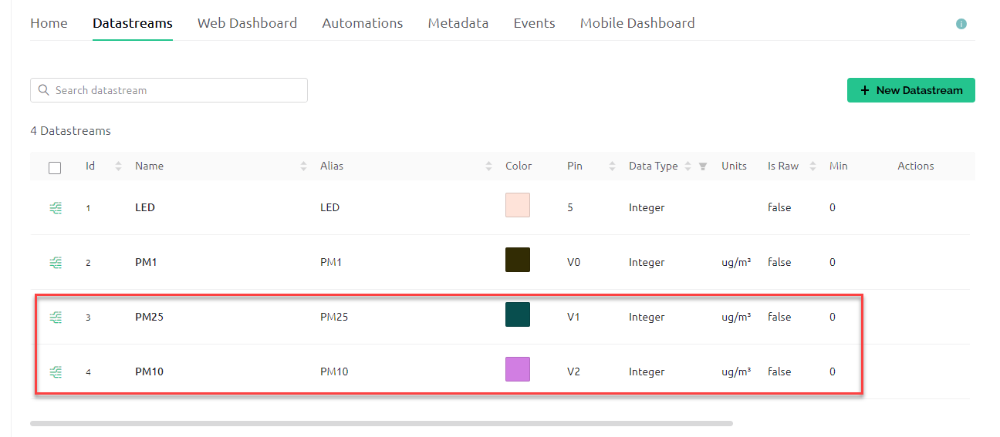 Home Datastreams Web Dashboard Automations Metadata Events Mobile Dashboard
Search datastream
+ New Datastream
4 Datastreams
Id Name Alias Color Pin Data Type Units Is Raw Min Actions
1 LED LED 5 Integer false 0
2 PM1 PM1 V0 Integer ug/m³ false 0
3 PM25 PM25 V1 Integer ug/m³ false 0
4 PM10 PM10 V2 Integer ug/m³ false 0